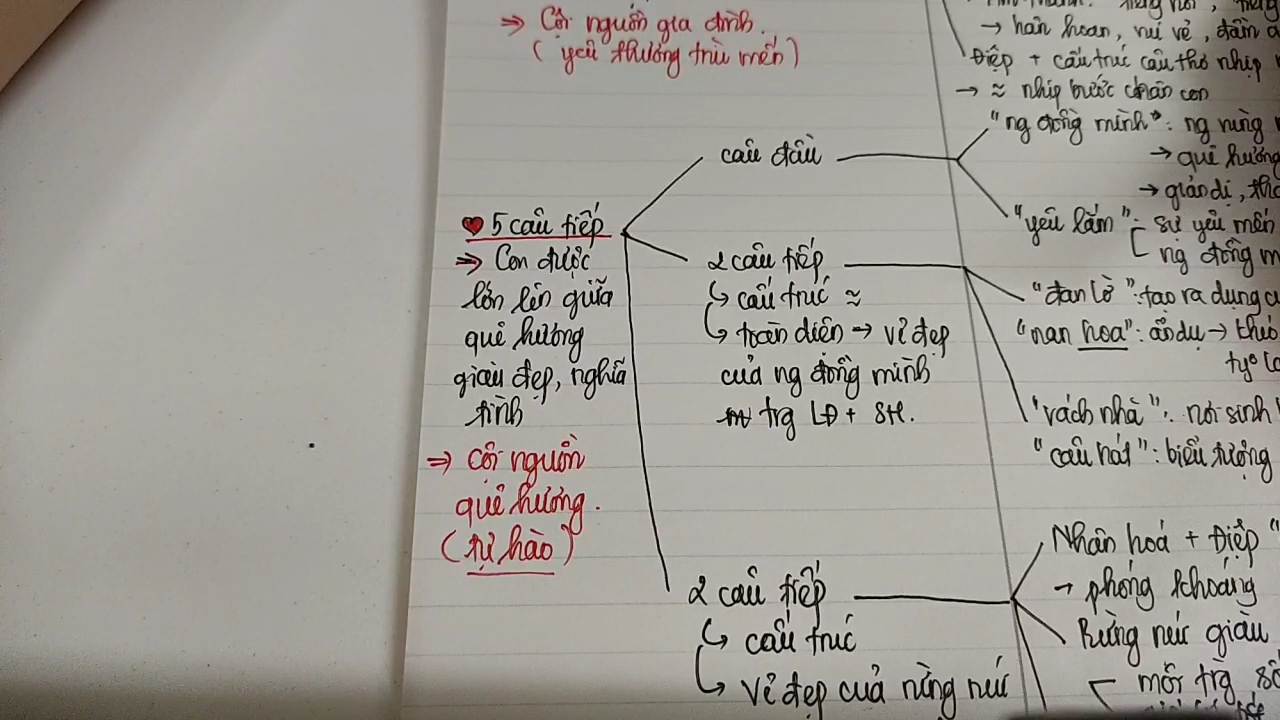 ⇒ Cội nguồn gia đình.
(yêu thương trìu mến)
→ hân hoan, vui vẻ, đầm
Điệp + cấu trúc câu thơ nhịp
→ ≈ nhịp bước chân con
câu đầu
"ng đồng mình": ng vùng
→ quê hương
→ giản dị,
"yêu lắm": sự yêu mến
ng đồng m
♥ 5 câu tiếp
⇒ Con được
lớn lên giữa
quê hương
giàu đẹp, nghĩa
tình
⇒ Cội nguồn
quê hương.
(tự hào)
2 câu tiếp
↳ cấu trúc ≈
↳ toàn diện → vẻ đẹp
của ng đồng mình
trg LĐ + SH.
"đan lờ": tạo ra dụng c
"nan hoa": ẩn dụ →
"vách nhà": nơi sinh
"câu hát": biểu tượng
2 câu tiếp
↳ cấu trúc
↳ vẻ đẹp của rừng núi
Nhân hoá + Điệp "
→ phóng khoáng
Rừng núi giàu
môi trg